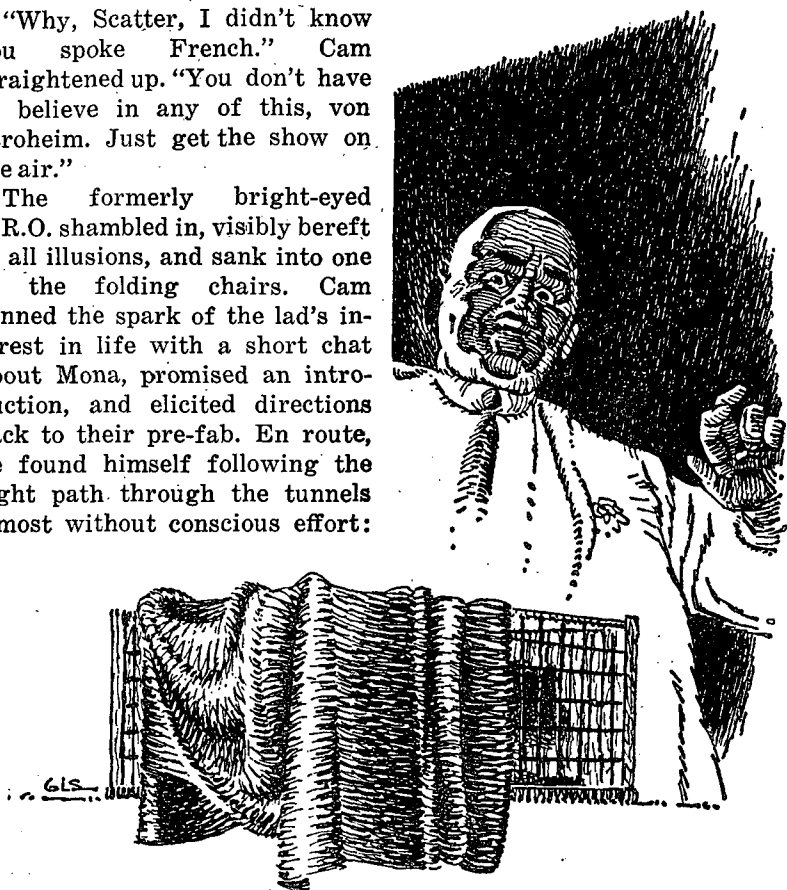 “Why, Scatter, I didn't know
ou spoke French.” Cam
raightened up. “You don't have
believe in any of this, von
roheim. Just get the show on
e air.”
The formerly bright-eyed
R.O. shambled in, visibly bereft
all illusions, and sank into one
the folding chairs. Cam
nned the spark of the lad's in-
rest in life with a short chat
out Mona, promised an intro-
uction, and elicited directions
ck to their pre-fab. En route,
e found himself following the
ght path through the tunnels
most without conscious effort:
GLS